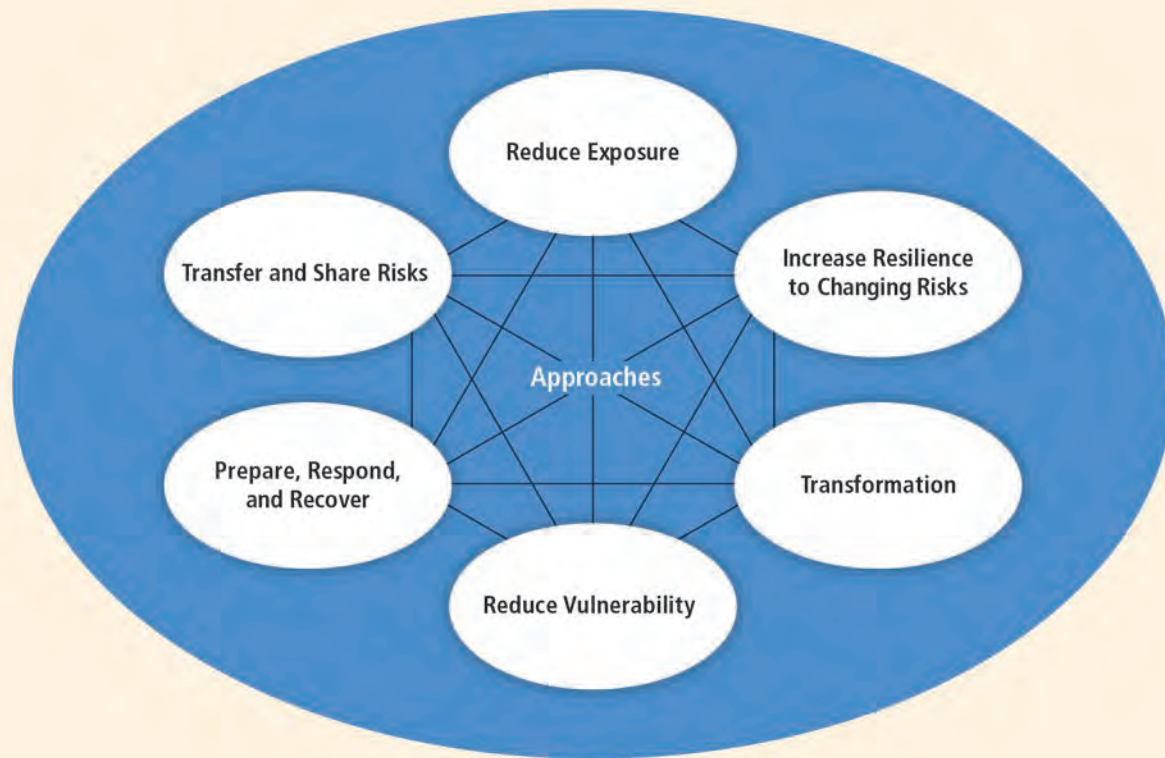 Reduce Exposure
Transfer and Share Risks
Increase Resilience
to Changing Risks
Approaches
Prepare, Respond,
and Recover
Transformation
Reduce Vulnerability